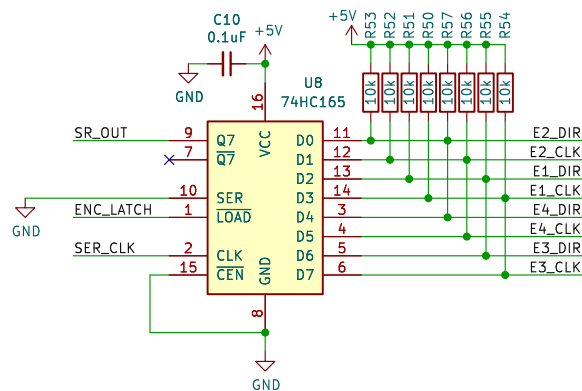 C10
0.1uF
+5V
GND
+5V
R53
R52
R51
R50
R57
R56
R55
R54
10k
10k
10k
10k
10k
10k
10k
10k
U8
74HC165
16
VCC
SR_OUT
9
Q7
7
Q7
10
SER
GND
ENC_LATCH
1
LOAD
SER_CLK
2
CLK
15
CEN
GND
8
GND
D0
11
E2_DIR
D1
12
E2_CLK
D2
13
E1_DIR
D3
14
E1_CLK
D4
3
E4_DIR
D5
4
E4_CLK
D6
5
E3_DIR
D7
6
E3_CLK